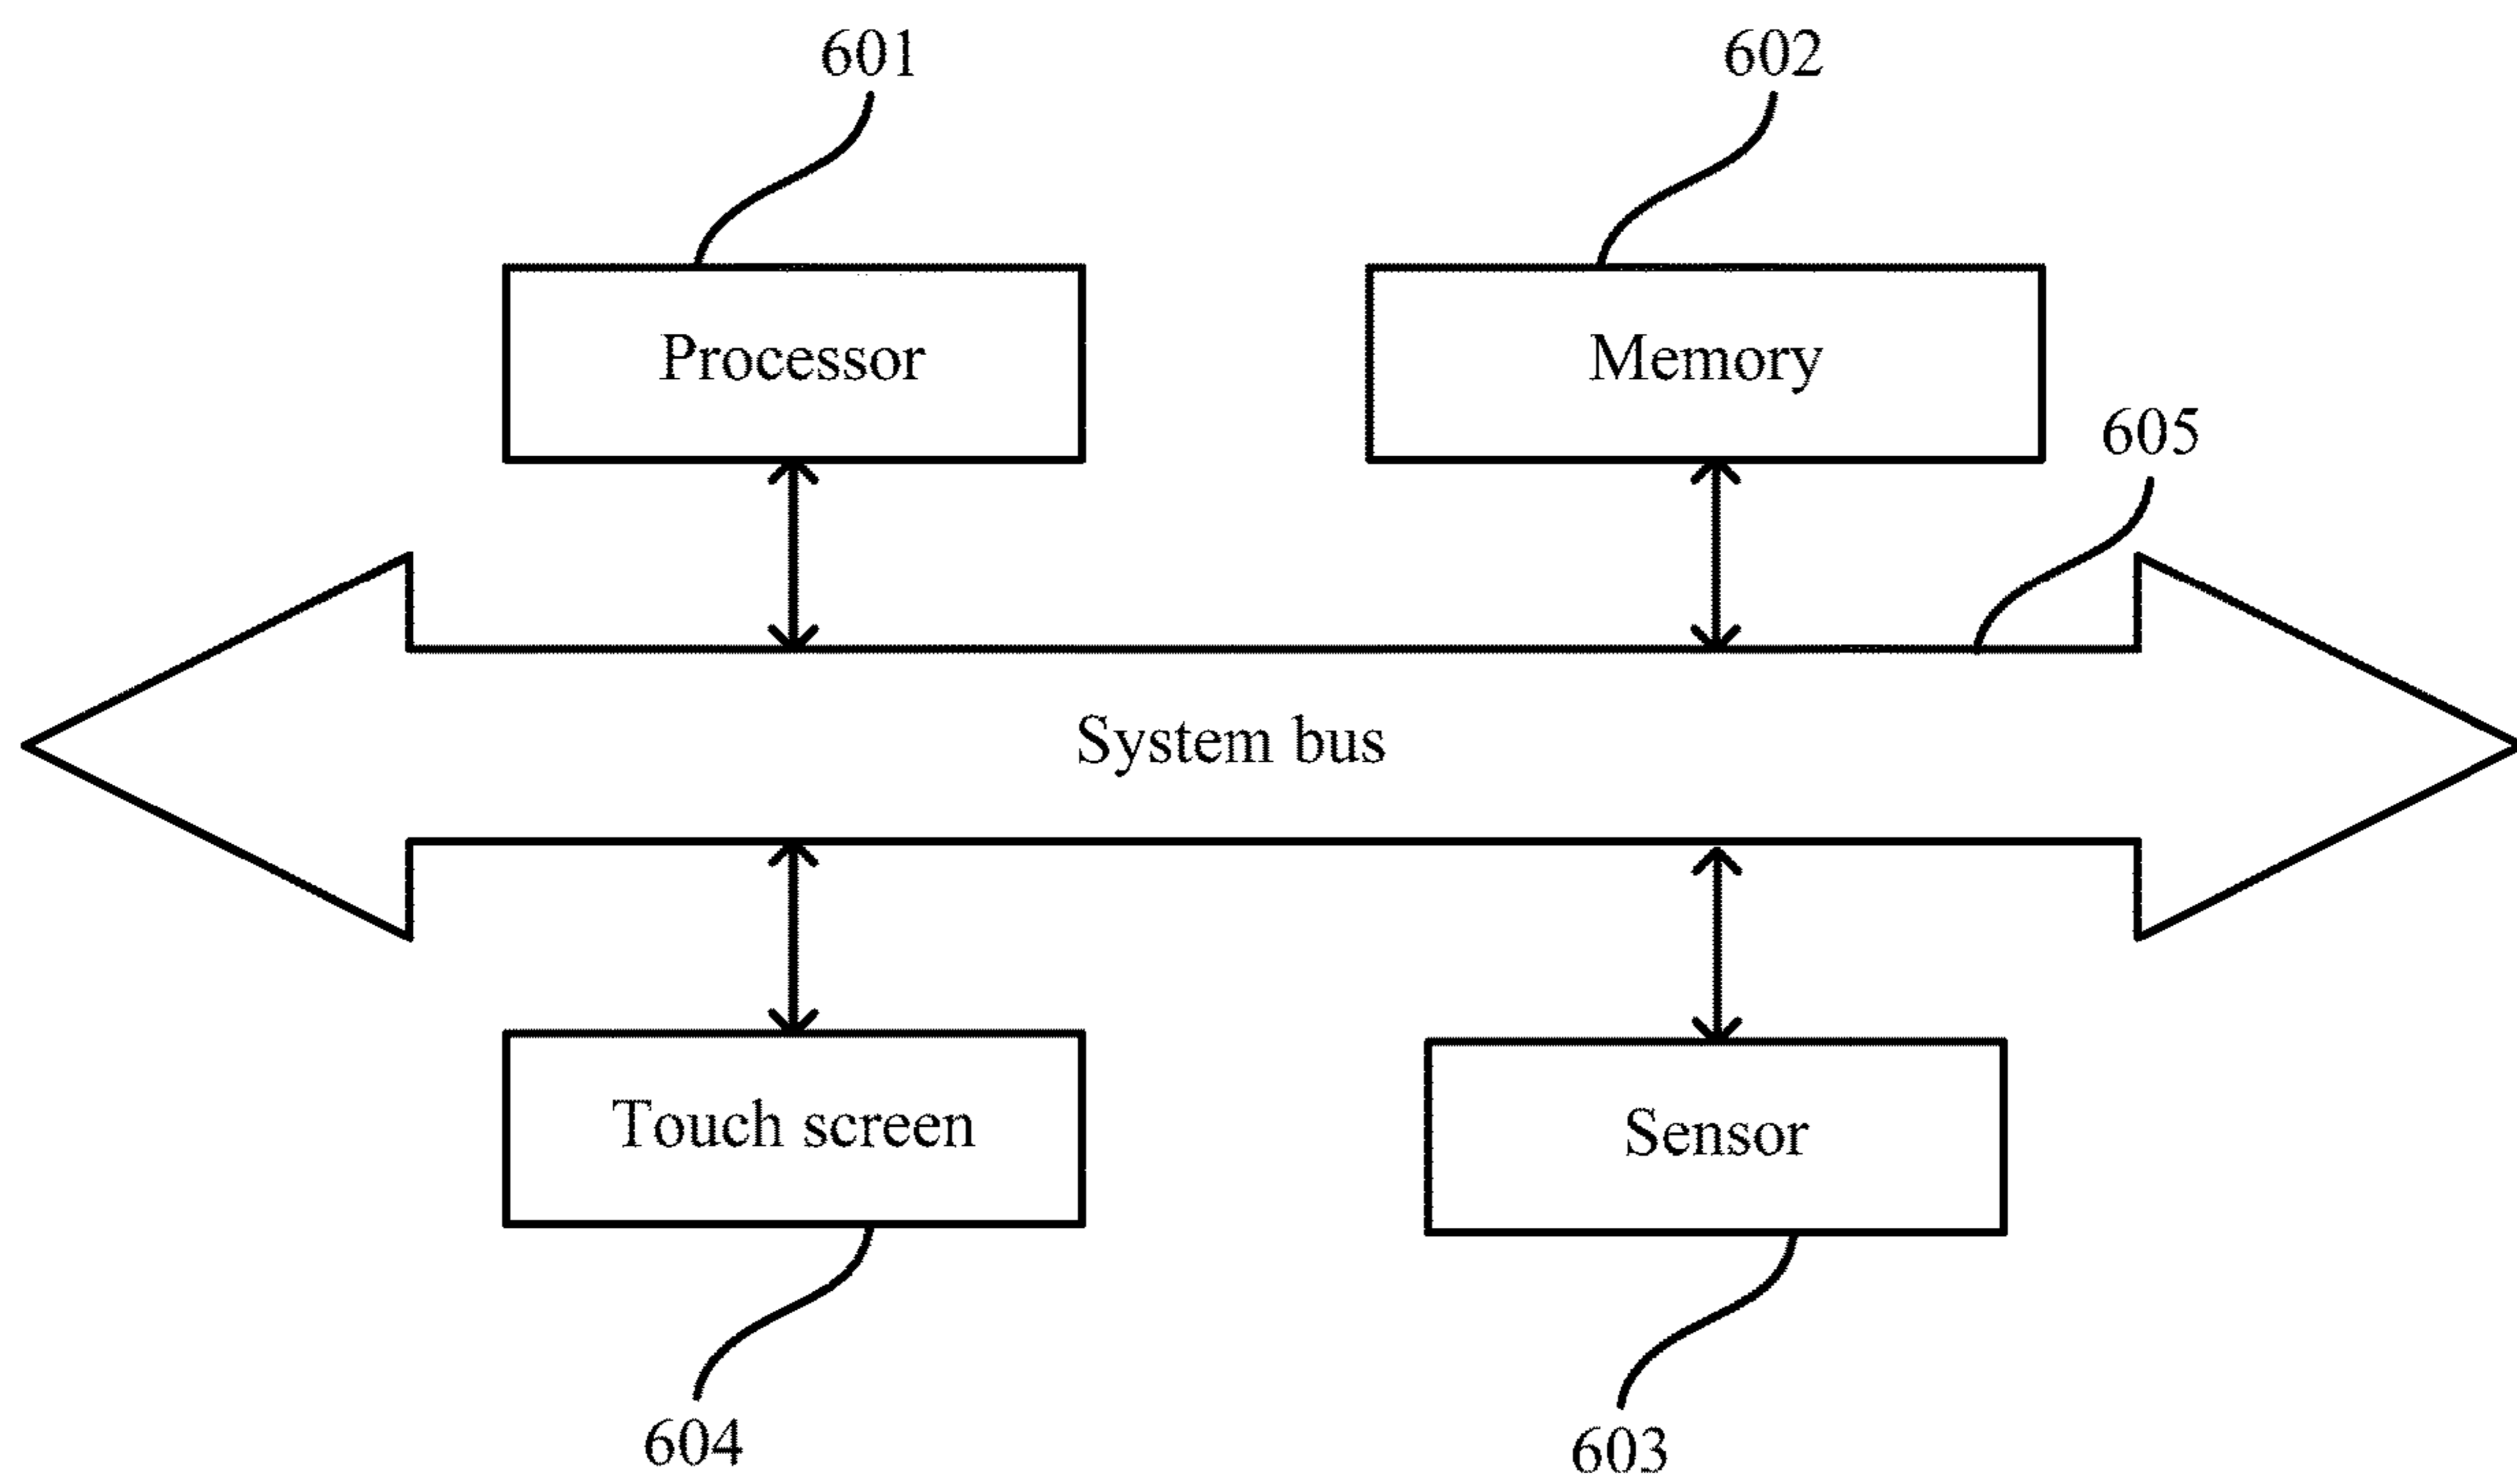 601
602
Processor
Memory
605
System bus
Touch screen
Sensor
604
603